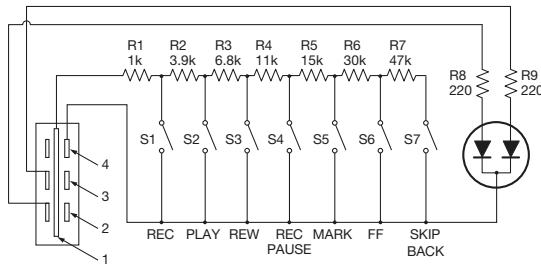 R1 R2 R3 R4 R5 R6 R7
1k 3.9k 6.8k 11k 15k 30k 47k
R8 R9
220 220
S1 S2 S3 S4 S5 S6 S7
4
3
2
1
REC PLAY REW REC MARK FF SKIP
PAUSE BACK